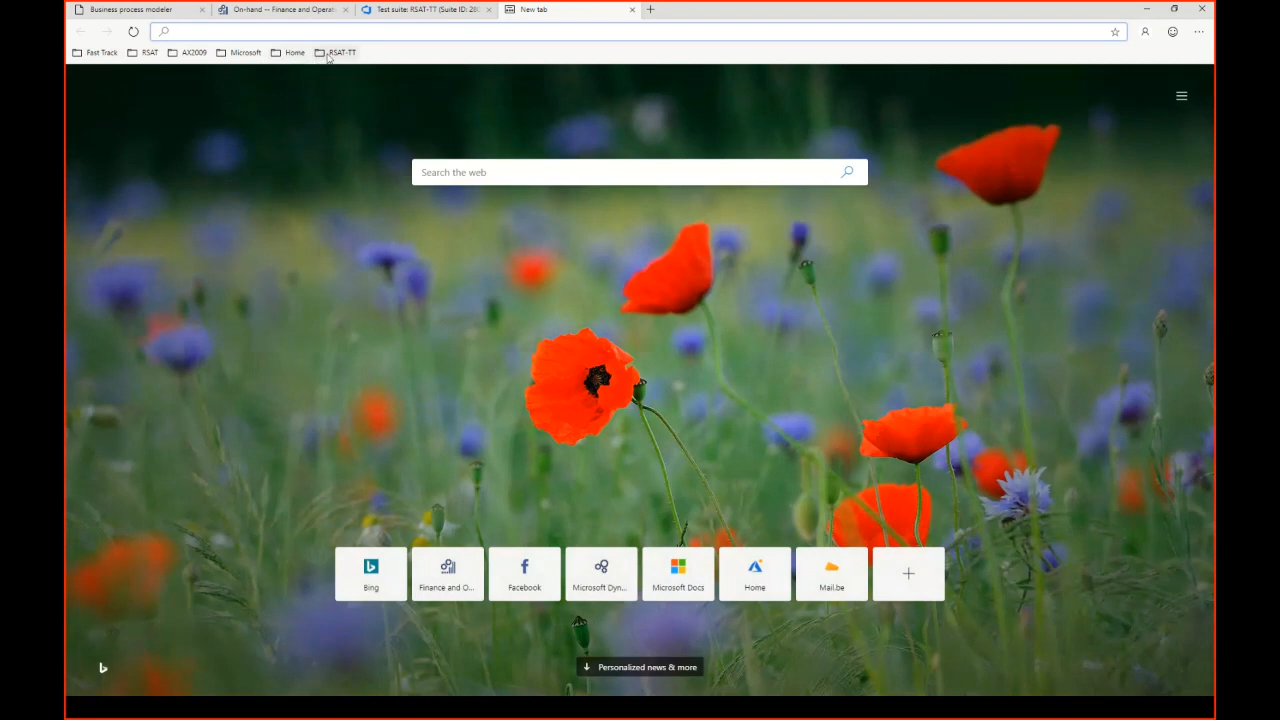 Business process modeler
On-hand -- Finance and Operat
Test suite: RSAT-TT (Suite ID: 280
New tab
Fast Track
RSAT
AX2009
Microsoft
Home
RSAT-TT
Search the web
Bing
Finance and O...
Facebook
Microsoft Dyn...
Microsoft Docs
Home
Mail.be
Personalized news & more